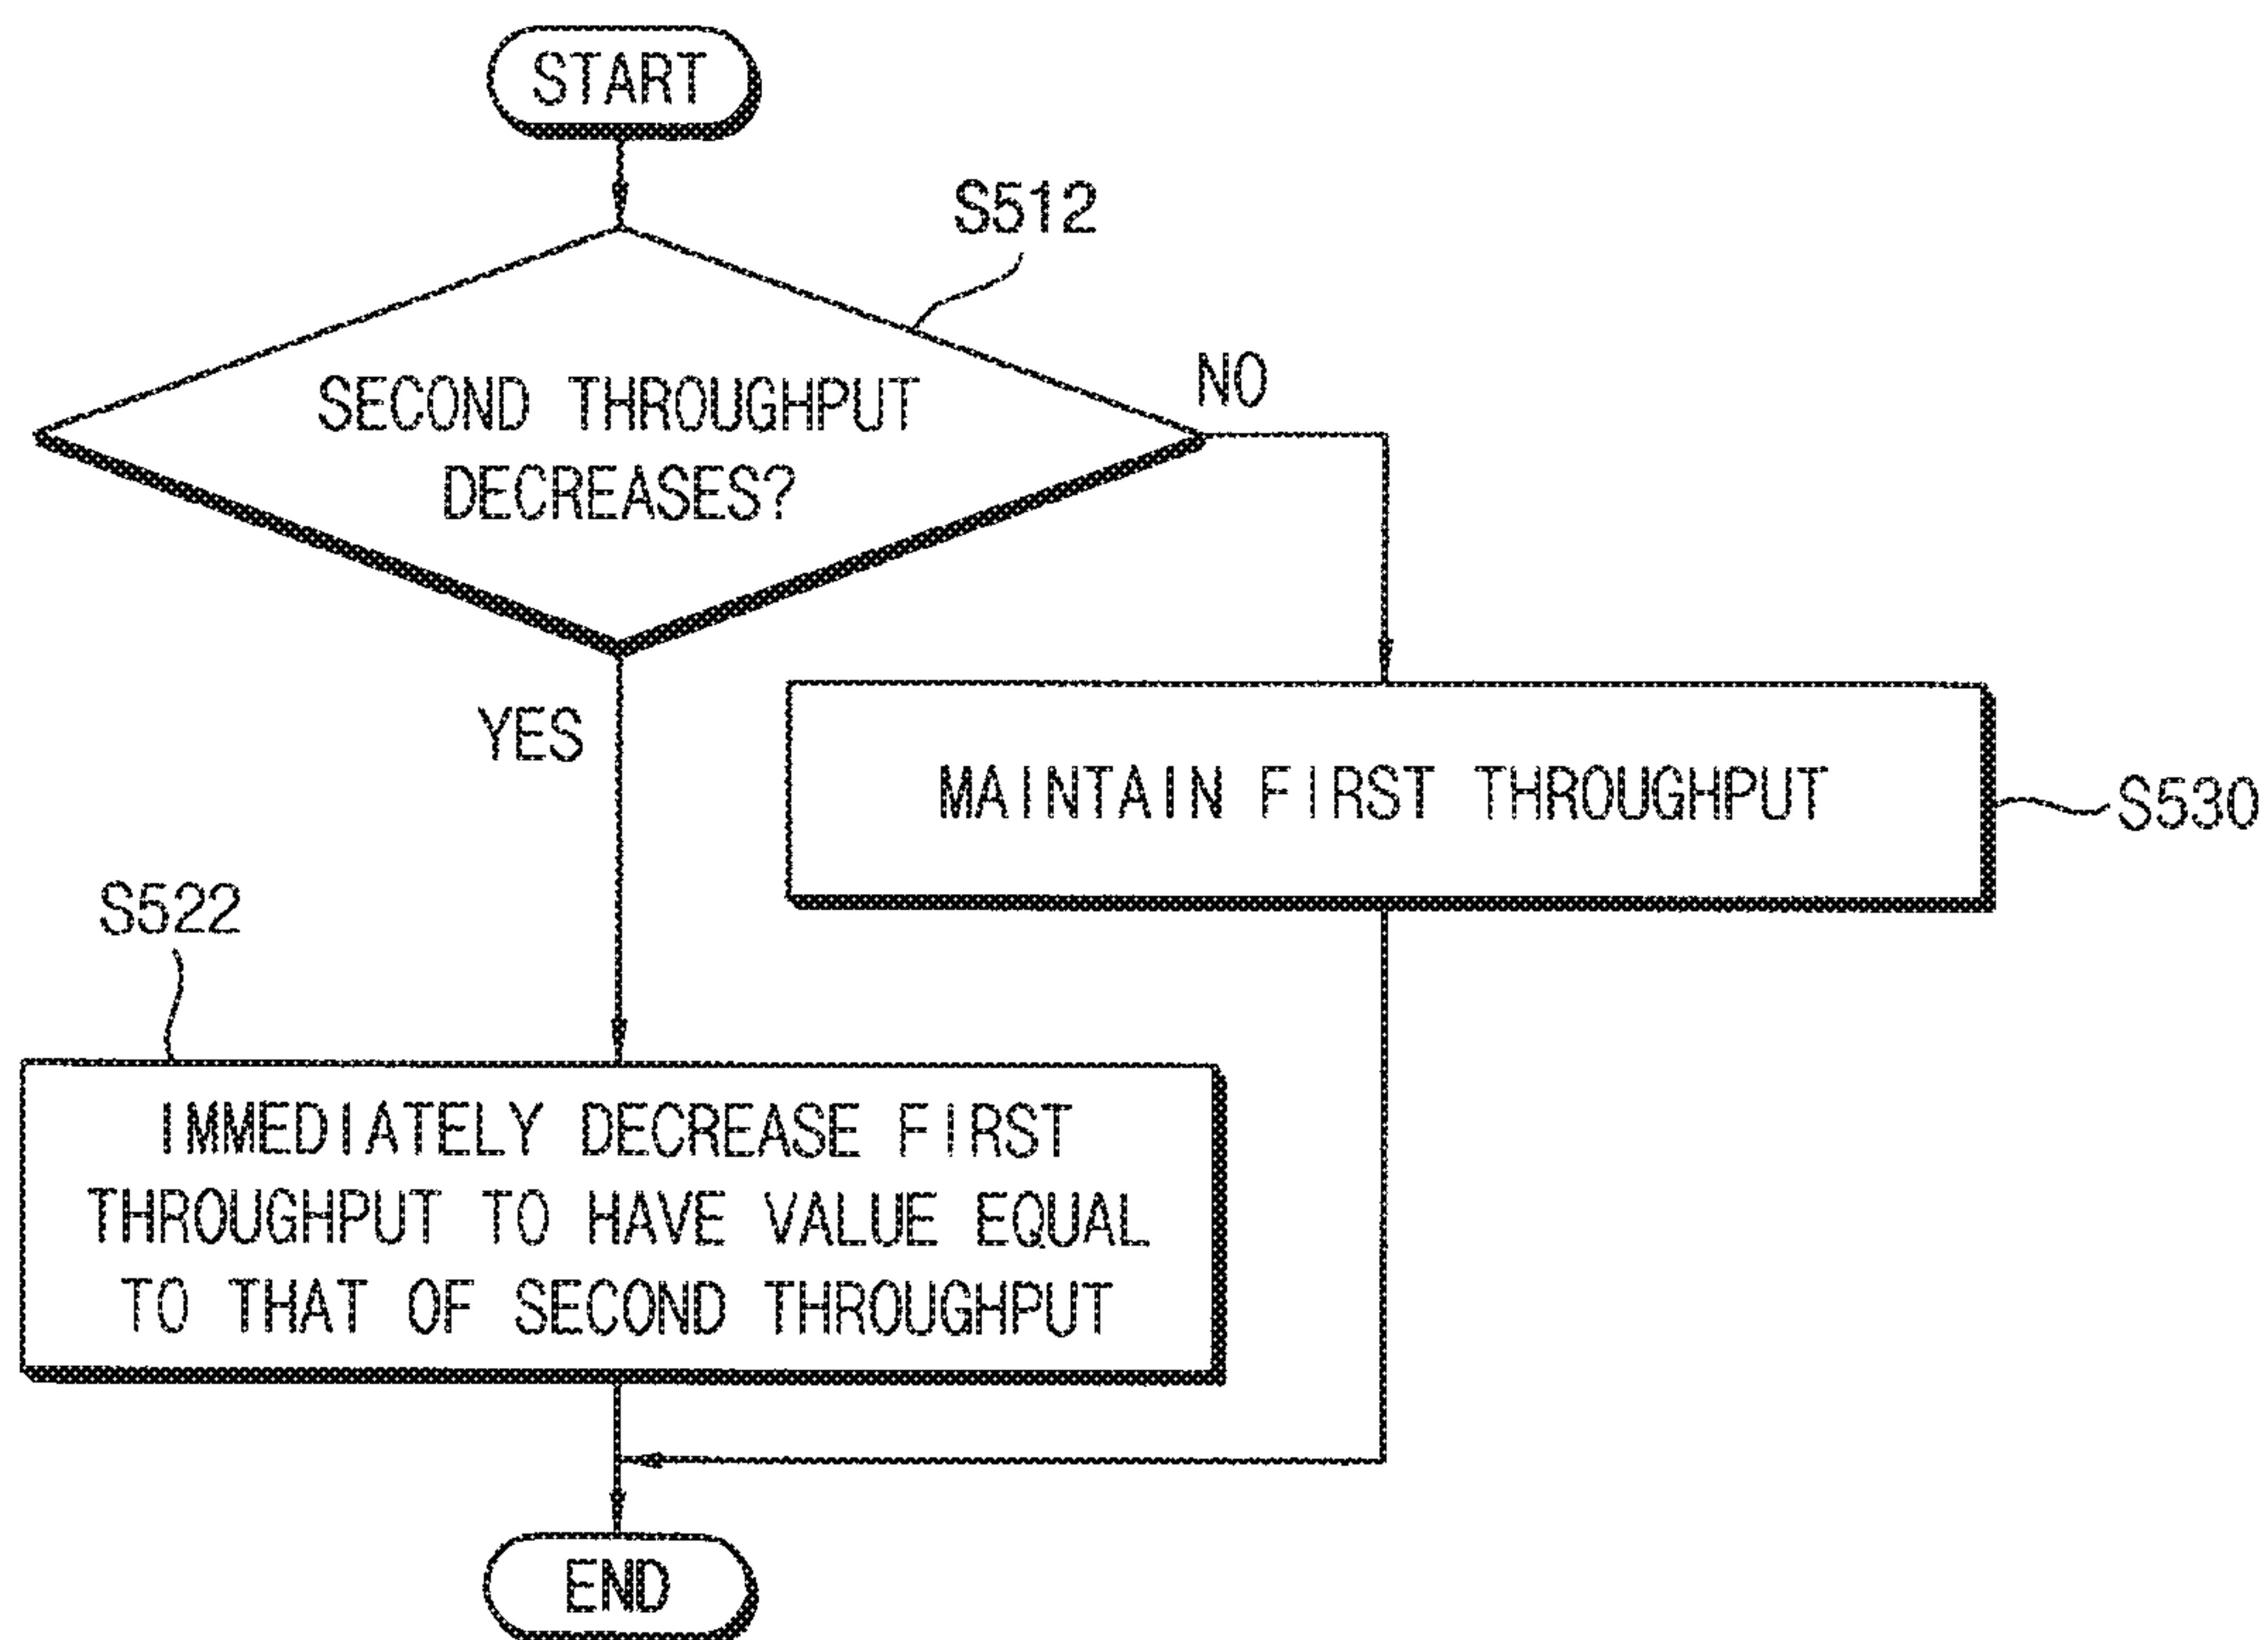 START
S512
SECOND THROUGHPUT
DECREASES?
NO
YES
MAINTAIN FIRST THROUGHPUT
S530
S522
IMMEDIATELY DECREASE FIRST
THROUGHPUT TO HAVE VALUE EQUAL
TO THAT OF SECOND THROUGHPUT
END